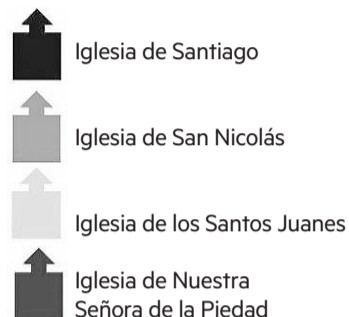 Iglesia de Santiago
Iglesia de San Nicolás
Iglesia de los Santos Juanes
Iglesia de Nuestra
Señora de la Piedad